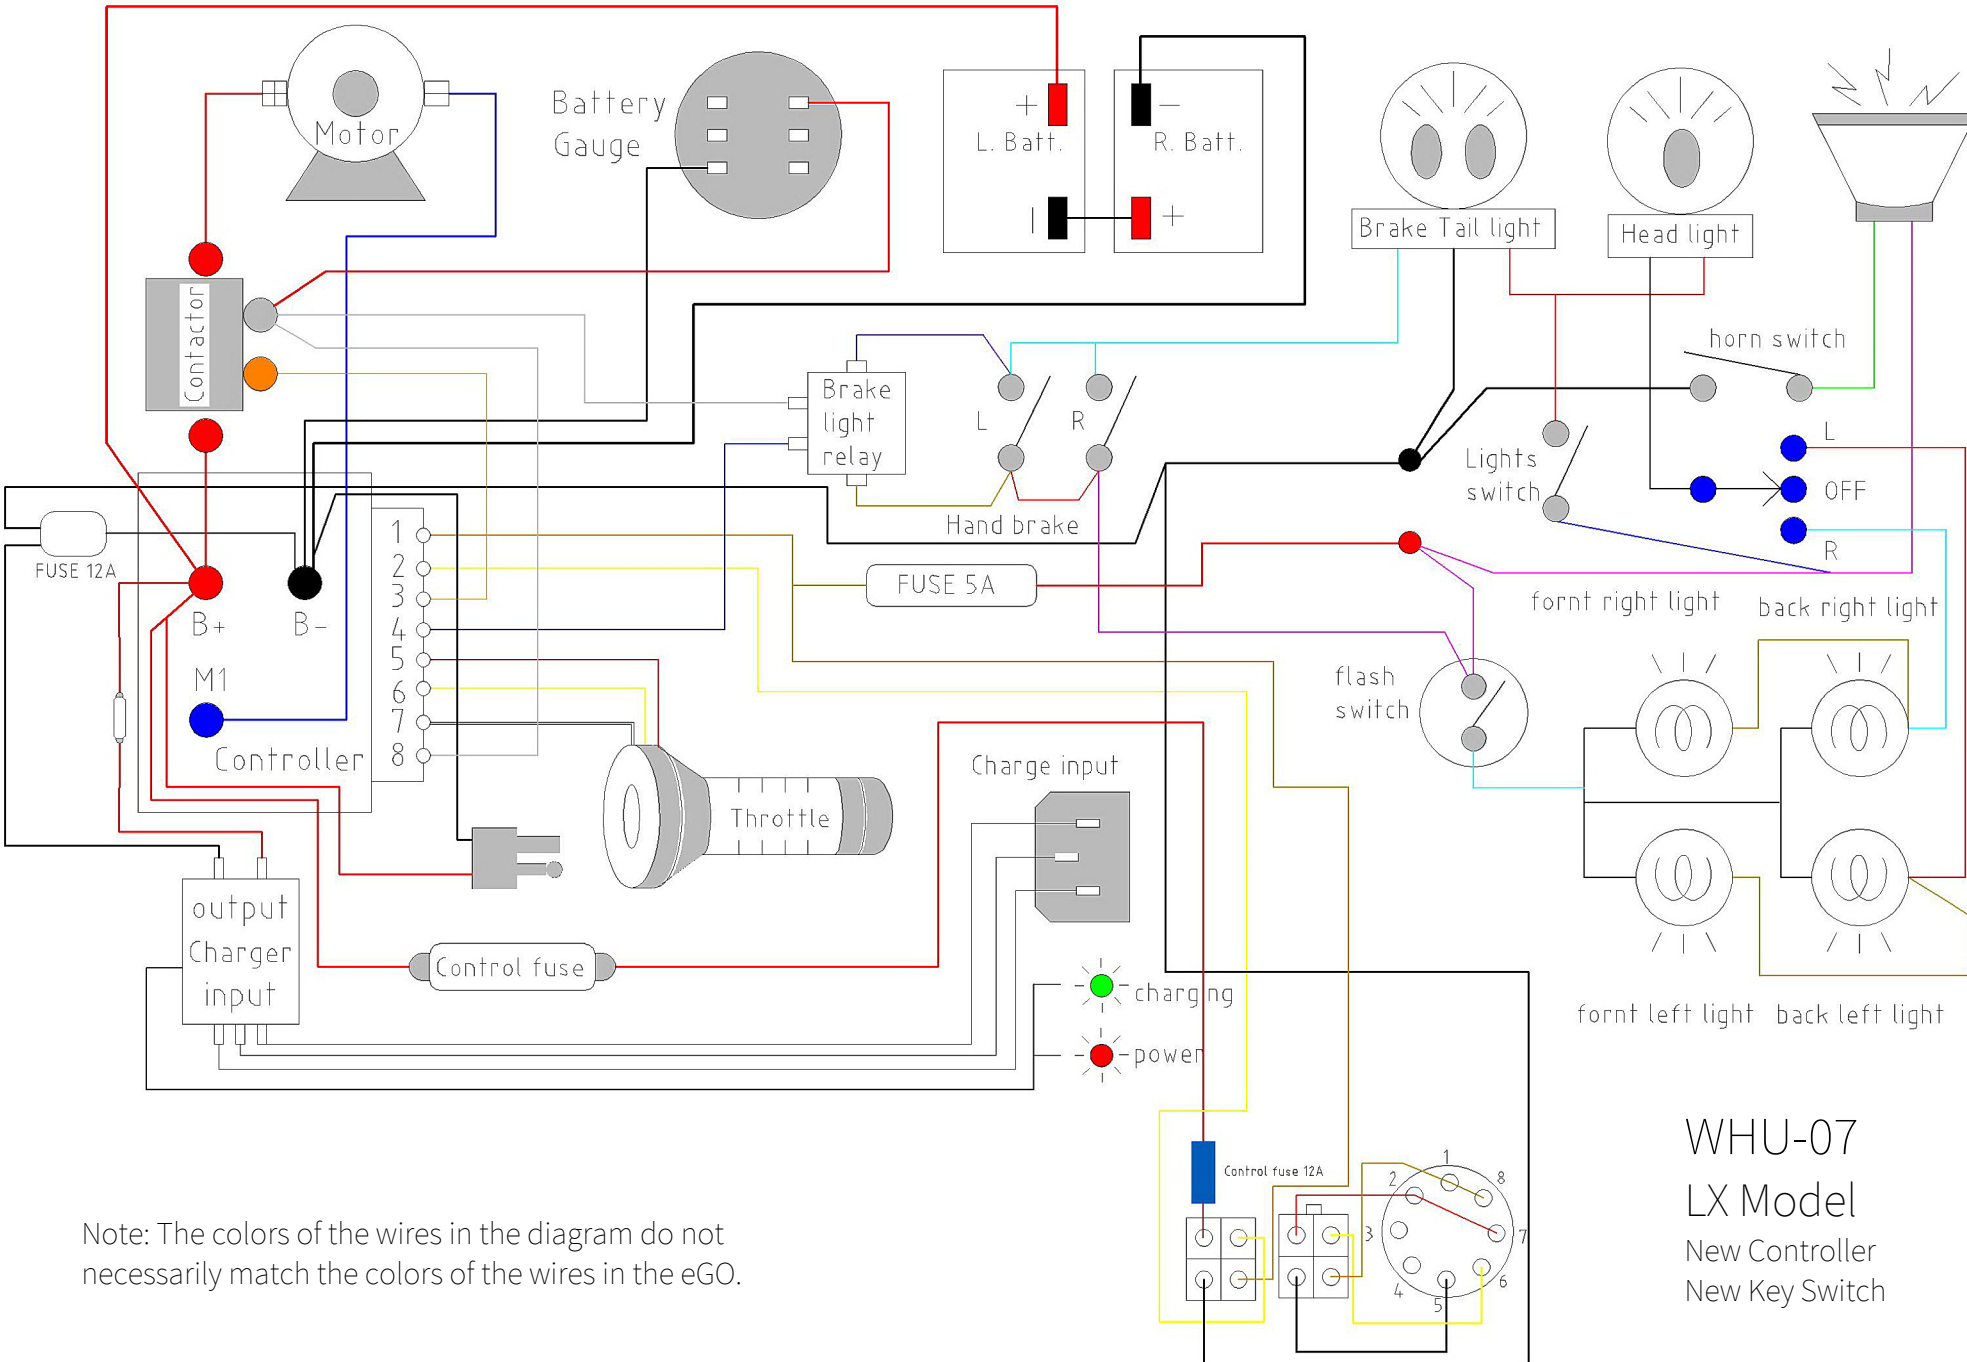 Motor
Battery
Gauge
+
L. Batt.
-
R. Batt.
+
Brake Tail light
Head light
Contactor
horn switch
Brake
light
relay
L
R
Hand brake
Lights
switch
L
OFF
R
FUSE 12A
B+
B-
M1
Controller
1
2
3
4
5
6
7
8
FUSE 5A
fornt right light
back right light
flash
switch
Throttle
Charge input
output
Charger
input
Control fuse
charging
power
fornt left light
back left light
Control fuse 12A
1
2
3
4
5
6
7
8
WHU-07
LX Model
New Controller
New Key Switch
Note: The colors of the wires in the diagram do not
necessarily match the colors of the wires in the eGO.